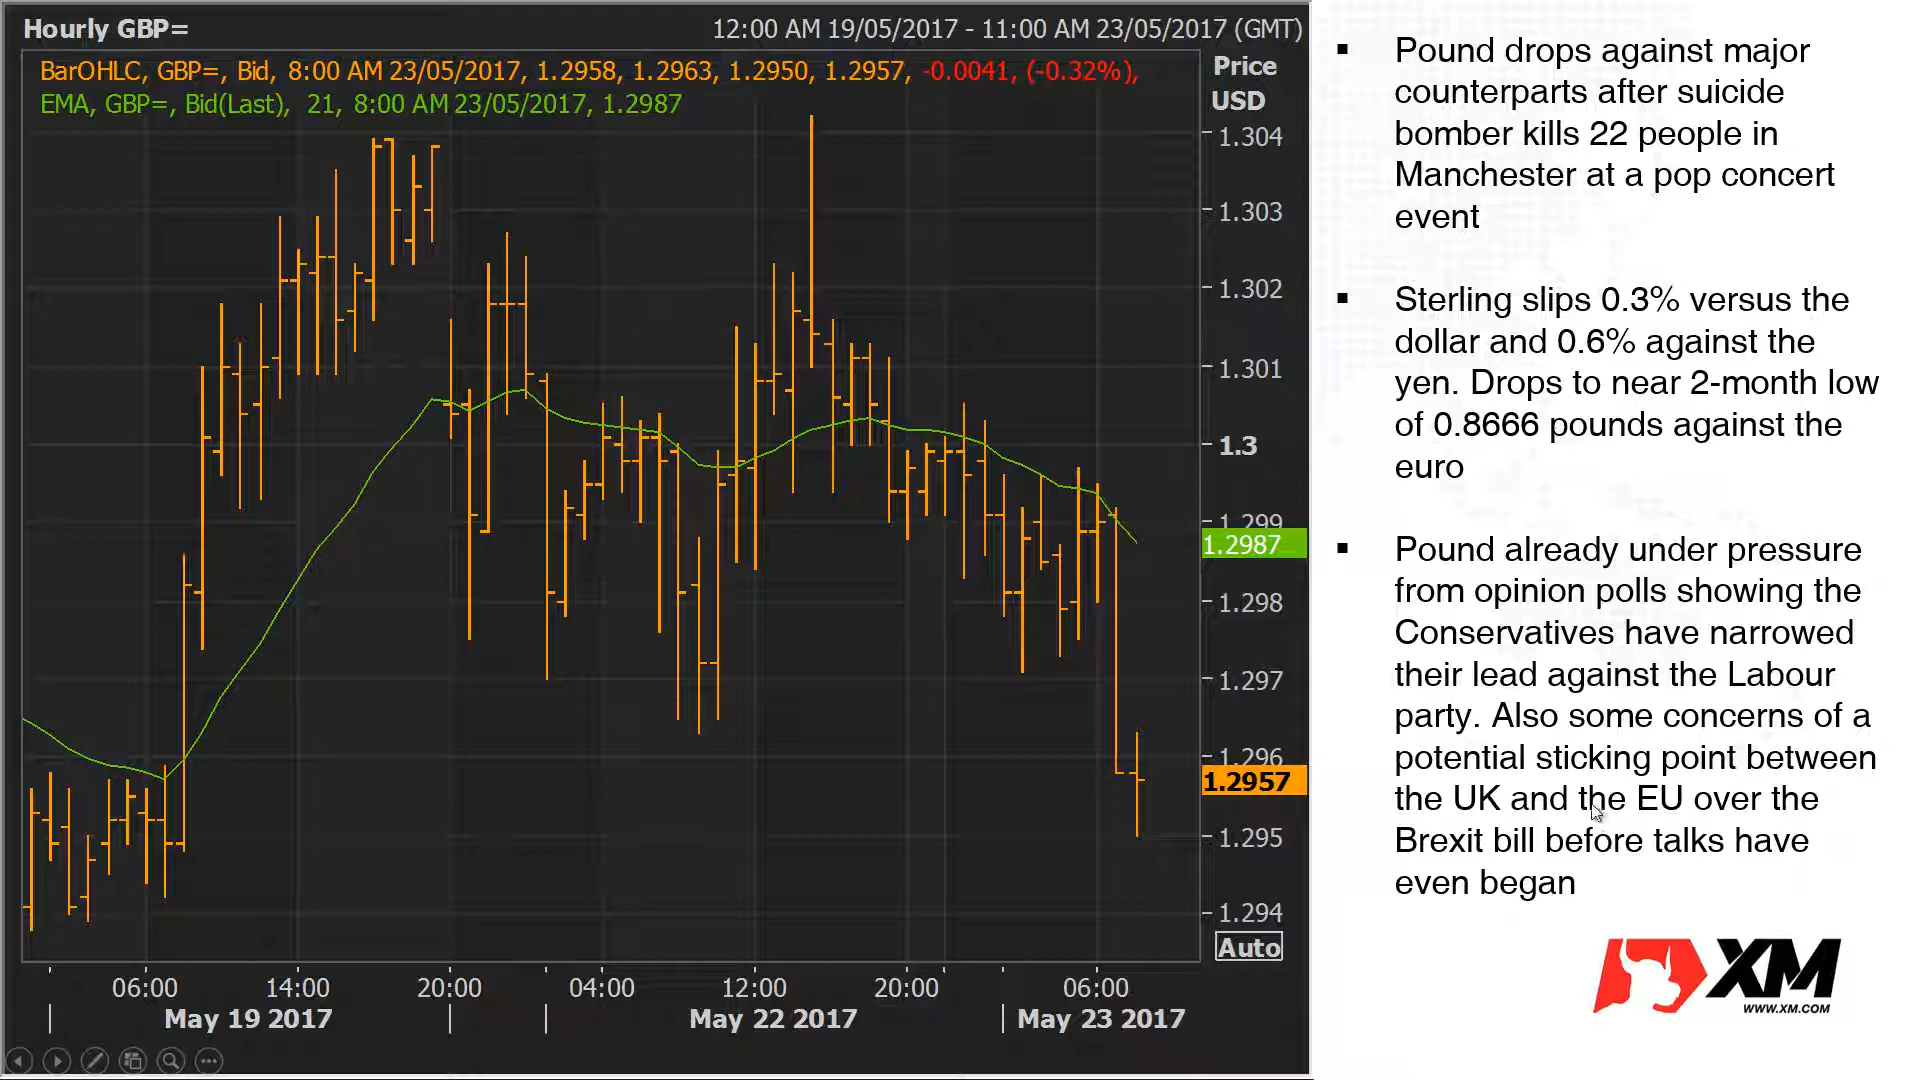 Hourly GBP=
12:00 AM 19/05/2017 - 11:00 AM 23/05/2017 (GMT)
BarOHLC, GBP=, Bid, 8:00 AM 23/05/2017, 1.2958, 1.2963, 1.2950, 1.2957, -0.0041, (-0.32%),
EMA, GBP=, Bid(Last), 21, 8:00 AM 23/05/2017, 1.2987
Price
USD
1.304
1.303
1.302
1.301
1.3
1.299
1.2987
1.298
1.297
1.296
1.2957
1.295
1.294
Auto
06:00 14:00 20:00 04:00 12:00 20:00 06:00
May 19 2017 May 22 2017 May 23 2017
▪ Pound drops against major
counterparts after suicide
bomber kills 22 people in
Manchester at a pop concert
event
▪ Sterling slips 0.3% versus the
dollar and 0.6% against the
yen. Drops to near 2-month low
of 0.8666 pounds against the
euro
▪ Pound already under pressure
from opinion polls showing the
Conservatives have narrowed
their lead against the Labour
party. Also some concerns of a
potential sticking point between
the UK and the EU over the
Brexit bill before talks have
even began
XM
WWW.XM.COM